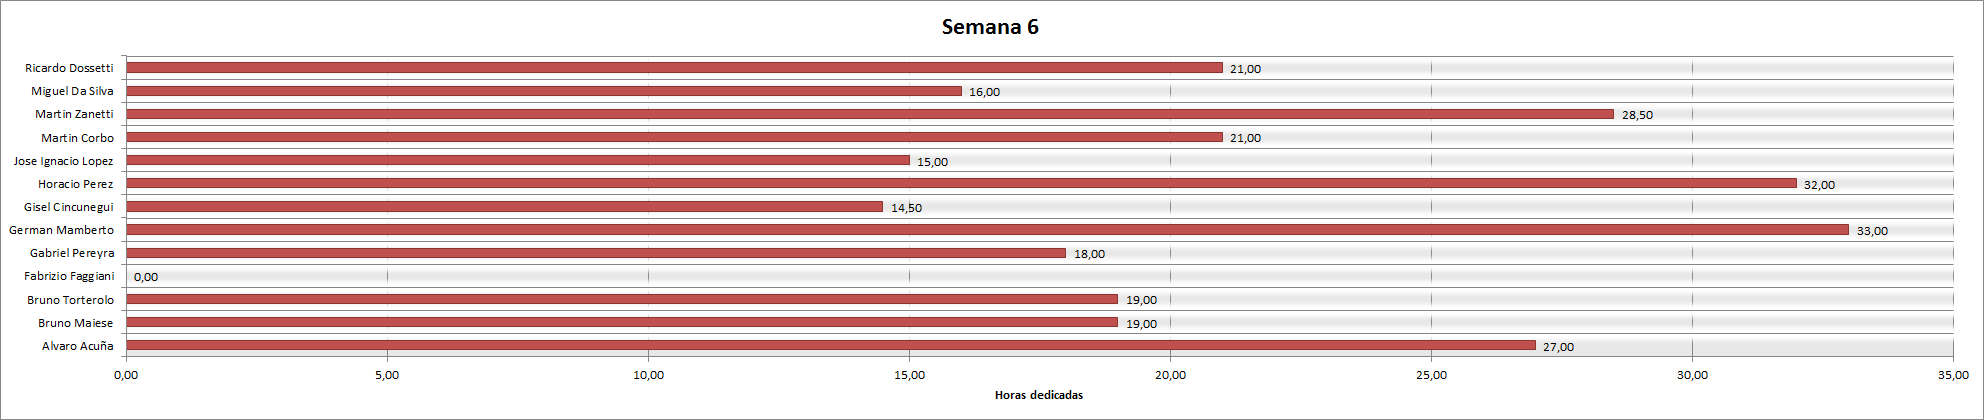 Semana 6
Ricardo Dossetti 21,00
Miguel Da Silva 16,00
Martin Zanetti 28,50
Martin Corbo 21,00
Jose Ignacio Lopez 15,00
Horacio Perez 32,00
Gisel Cincunegui 14,50
German Mamberto 33,00
Gabriel Pereyra 18,00
Fabrizio Faggiani 0,00
Bruno Torterolo 19,00
Bruno Maiese 19,00
Alvaro Acuña 27,00
0,00 5,00 10,00 15,00 20,00 25,00 30,00 35,00
Horas dedicadas